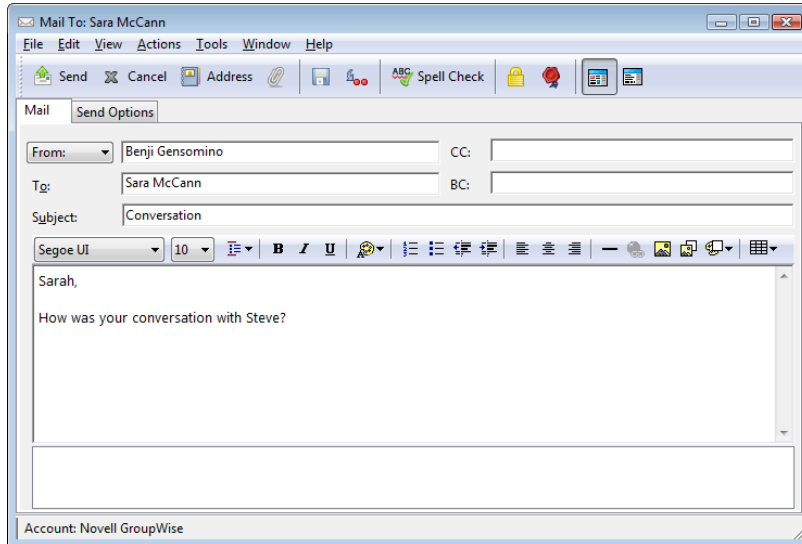 Mail To: Sara McCann
File Edit View Actions Tools Window Help
Send Cancel Address ABC Spell Check
Mail Send Options
From: Benji Gensomino CC:
To: Sara McCann BC:
Subject: Conversation
Segoe UI 10 B I U
Sarah,
How was your conversation with Steve?
Account: Novell GroupWise